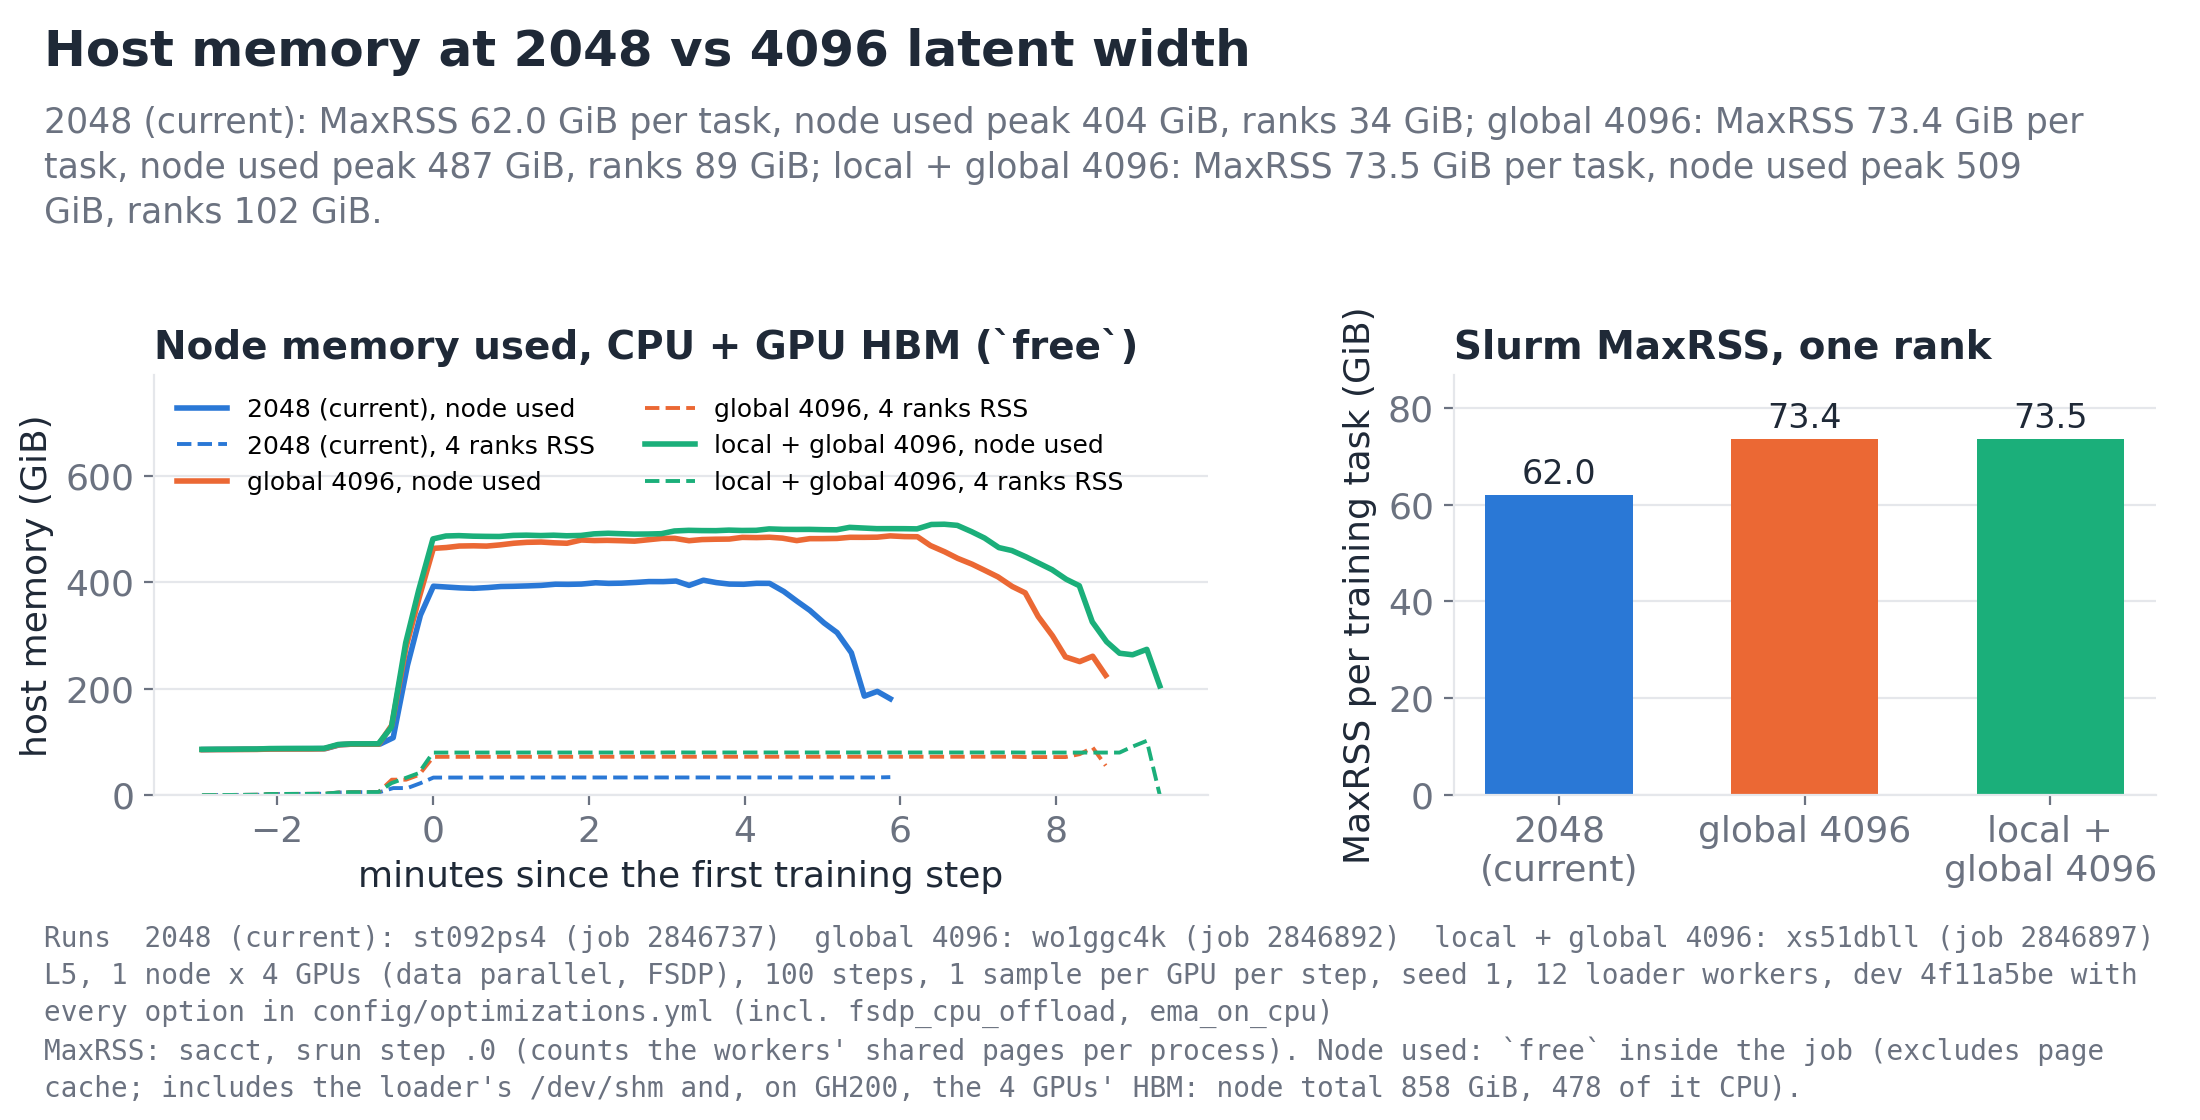 Host memory at 2048 vs 4096 latent width
2048 (current): MaxRSS 62.0 GiB per task, node used peak 404 GiB, ranks 34 GiB; global 4096: MaxRSS 73.4 GiB per
task, node used peak 487 GiB, ranks 89 GiB; local + global 4096: MaxRSS 73.5 GiB per task, node used peak 509
GiB, ranks 102 GiB.
Node memory used, CPU + GPU HBM (`free`)
2048 (current), node used
2048 (current), 4 ranks RSS
global 4096, node used
global 4096, 4 ranks RSS
local + global 4096, node used
local + global 4096, 4 ranks RSS
host memory (GiB)
600
400
200
0
−2 0 2 4 6 8
minutes since the first training step
Slurm MaxRSS, one rank
MaxRSS per training task (GiB)
80
60
40
20
0
62.0
73.4
73.5
2048
(current)
global 4096
local +
global 4096
Runs  2048 (current): st092ps4 (job 2846737)  global 4096: wo1ggc4k (job 2846892)  local + global 4096: xs51dbll (job 2846897)
L5, 1 node x 4 GPUs (data parallel, FSDP), 100 steps, 1 sample per GPU per step, seed 1, 12 loader workers, dev 4f11a5be with
every option in config/optimizations.yml (incl. fsdp_cpu_offload, ema_on_cpu)
MaxRSS: sacct, srun step .0 (counts the workers' shared pages per process). Node used: `free` inside the job (excludes page
cache; includes the loader's /dev/shm and, on GH200, the 4 GPUs' HBM: node total 858 GiB, 478 of it CPU).